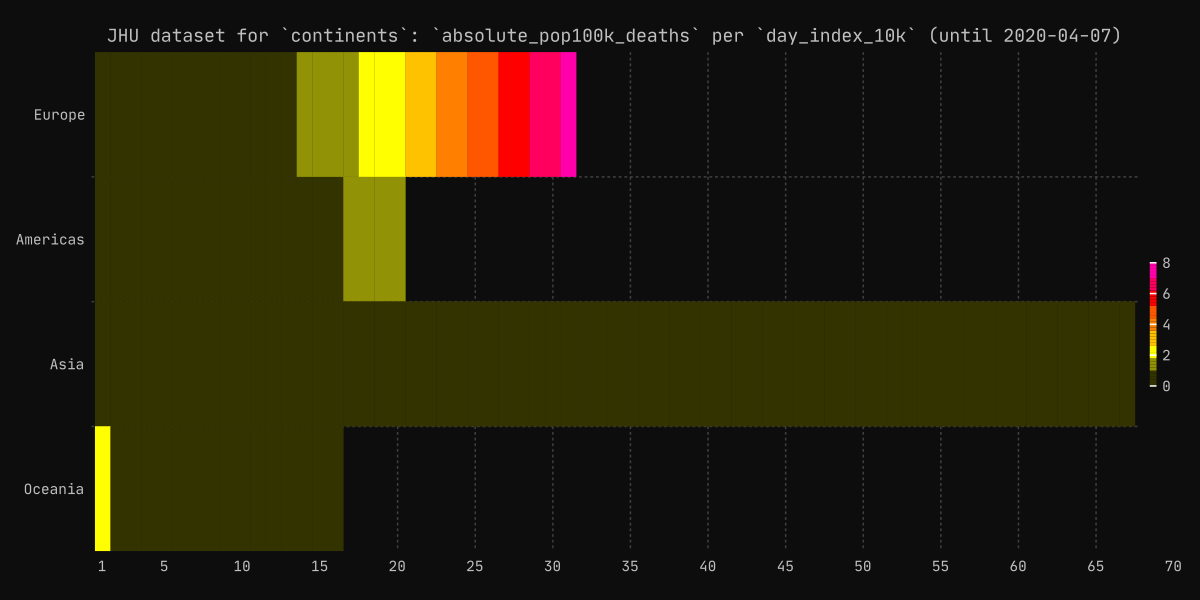 JHU dataset for `continents`: `absolute_pop100k_deaths` per `day_index_10k` (until 2020-04-07)
Europe
Americas
Asia
Oceania
8
6
4
2
0
1 5 10 15 20 25 30 35 40 45 50 55 60 65 70